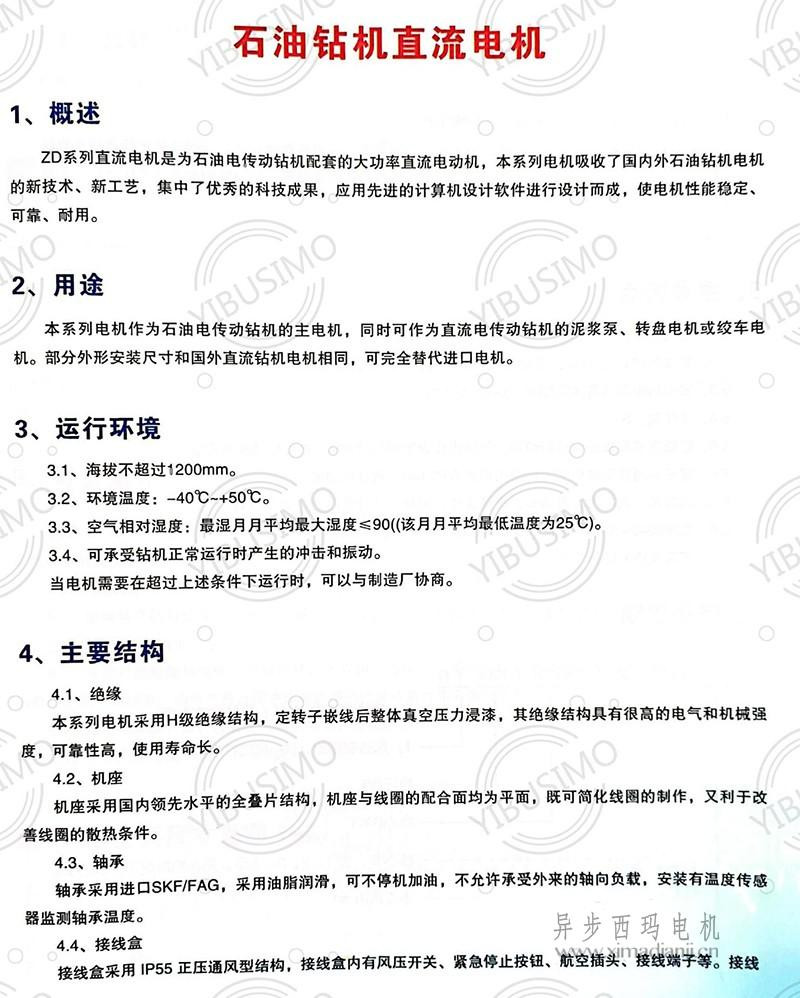 石油钻机直流电机
1、概述
ZD系列直流电机是为石油电传动钻机配套的大功率直流电动机，本系列电机吸收了国内外石油钻机电机
的新技术、新工艺，集中了优秀的科技成果，应用先进的计算机设计软件进行设计而成，使电机性能稳定、
可靠、耐用。
2、用途
本系列电机作为石油电传动钻机的主电机，同时可作为直流电传动钻机的泥浆泵、转盘电机或绞车电
机。部分外形安装尺寸和国外直流钻机电机相同，可完全替代进口电机。
3、运行环境
3.1、海拔不超过1200mm。
3.2、环境温度：-40℃~+50℃。
3.3、空气相对湿度：最湿月月平均最大湿度≤90((该月月平均最低温度为25℃)。
3.4、可承受钻机正常运行时产生的冲击和振动。
当电机需要在超过上述条件下运行时，可以与制造厂协商。
4、主要结构
4.1、绝缘
本系列电机采用H级绝缘结构，定转子嵌线后整体真空压力浸漆，其绝缘结构具有很高的电气和机械强
度，可靠性高，使用寿命长。
4.2、机座
机座采用国内领先水平的全叠片结构，机座与线圈的配合面均为平面，既可简化线圈的制作，又利于改
善线圈的散热条件。
4.3、轴承
轴承采用进口SKF/FAG，采用油脂润滑，可不停机加油，不允许承受外来的轴向负载，安装有温度传感
器监测轴承温度。
4.4、接线盒
接线盒采用 IP55 正压通风型结构，接线盒内有风压开关、紧急停止按钮、航空插头、接线端子等。接线
异步西玛电机
www.ximadianji.cn
YIBUSIMO